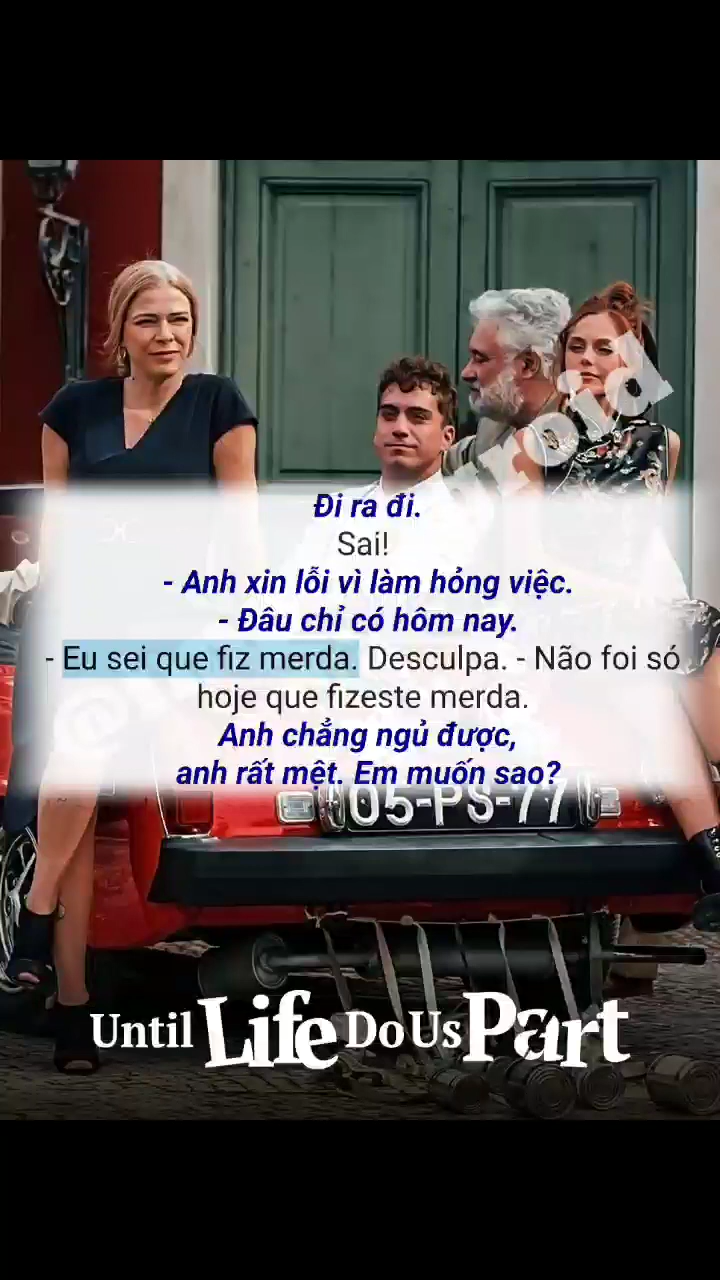 Đi ra đi.
Sai!
- Anh xin lỗi vì làm hỏng việc.
- Đâu chỉ có hôm nay.
- Eu sei que fiz merda. Desculpa. - Não foi só
hoje que fizeste merda.
Anh chẳng ngủ được,
anh rất mệt. Em muốn sao?
05-PS-77
Until Life Do Us Part